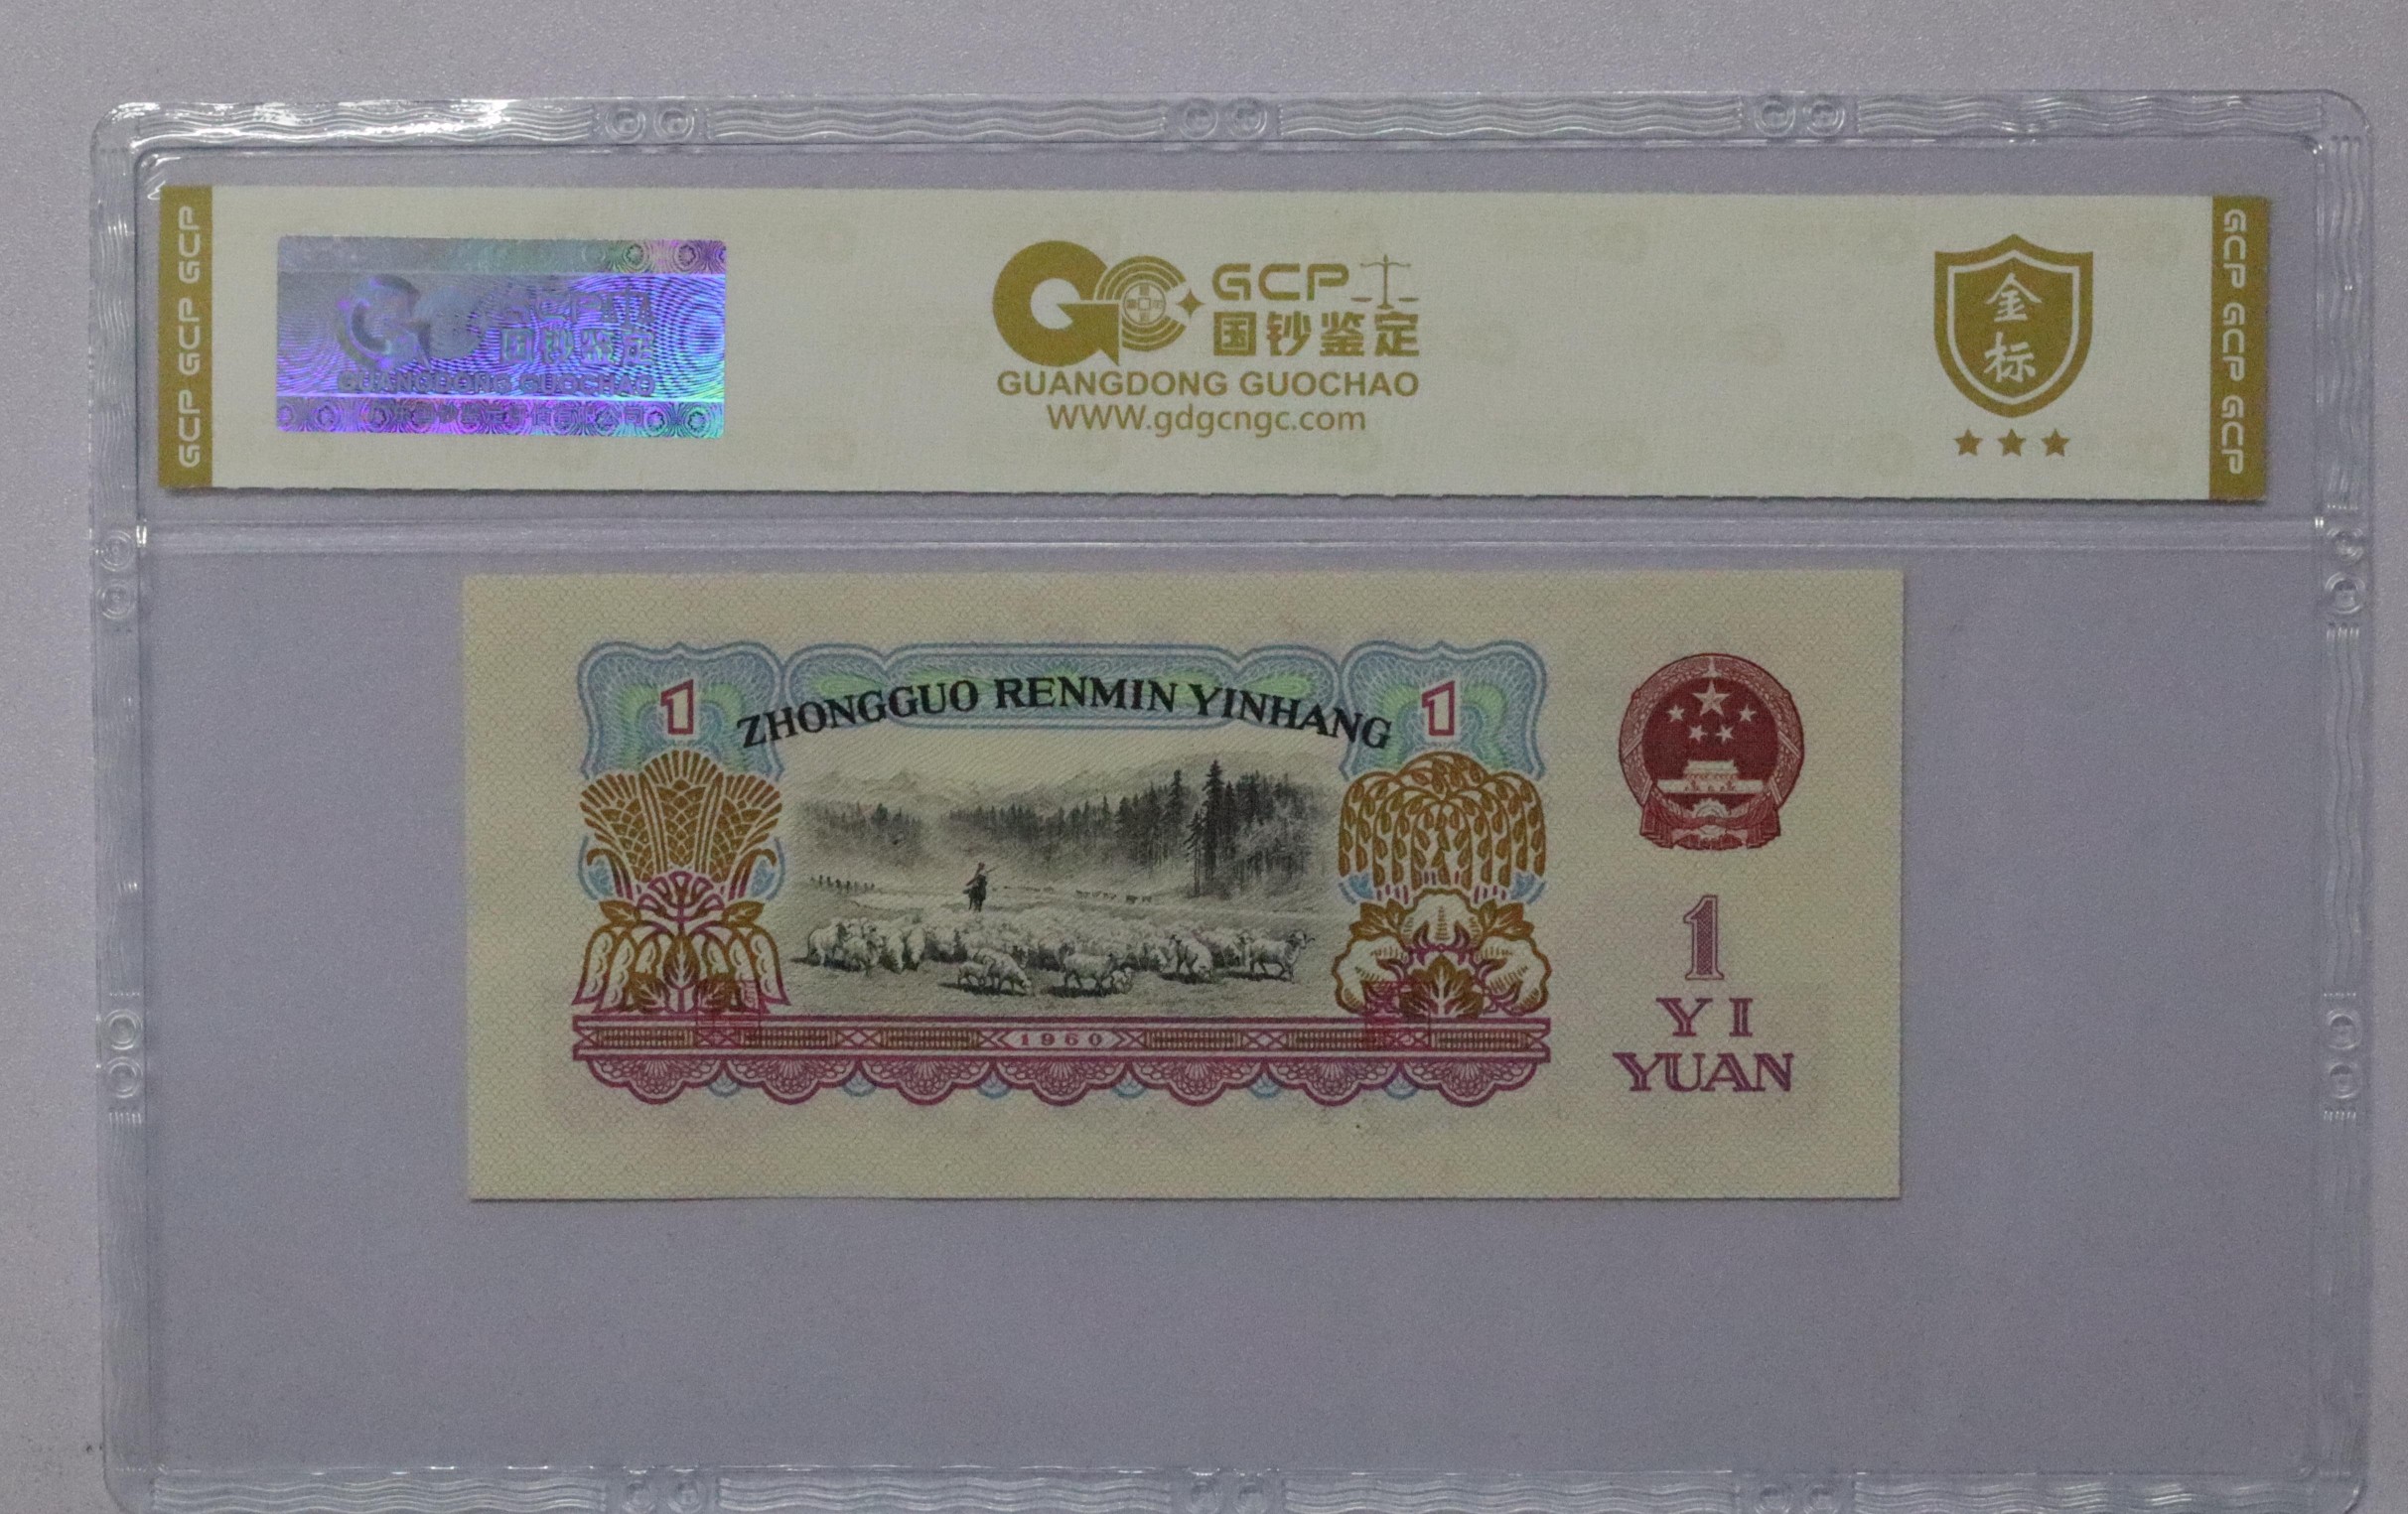 GCP GCP GCP
GCP
国钞鉴定
GUANGDONG GUOCHAO
GCP
国钞鉴定
GUANGDONG GUOCHAO
WWW.gdgcngc.com
金标
GCP GCP GCP
1
ZHONGGUO RENMIN YINHANG
1
1960
1
YI
YUAN